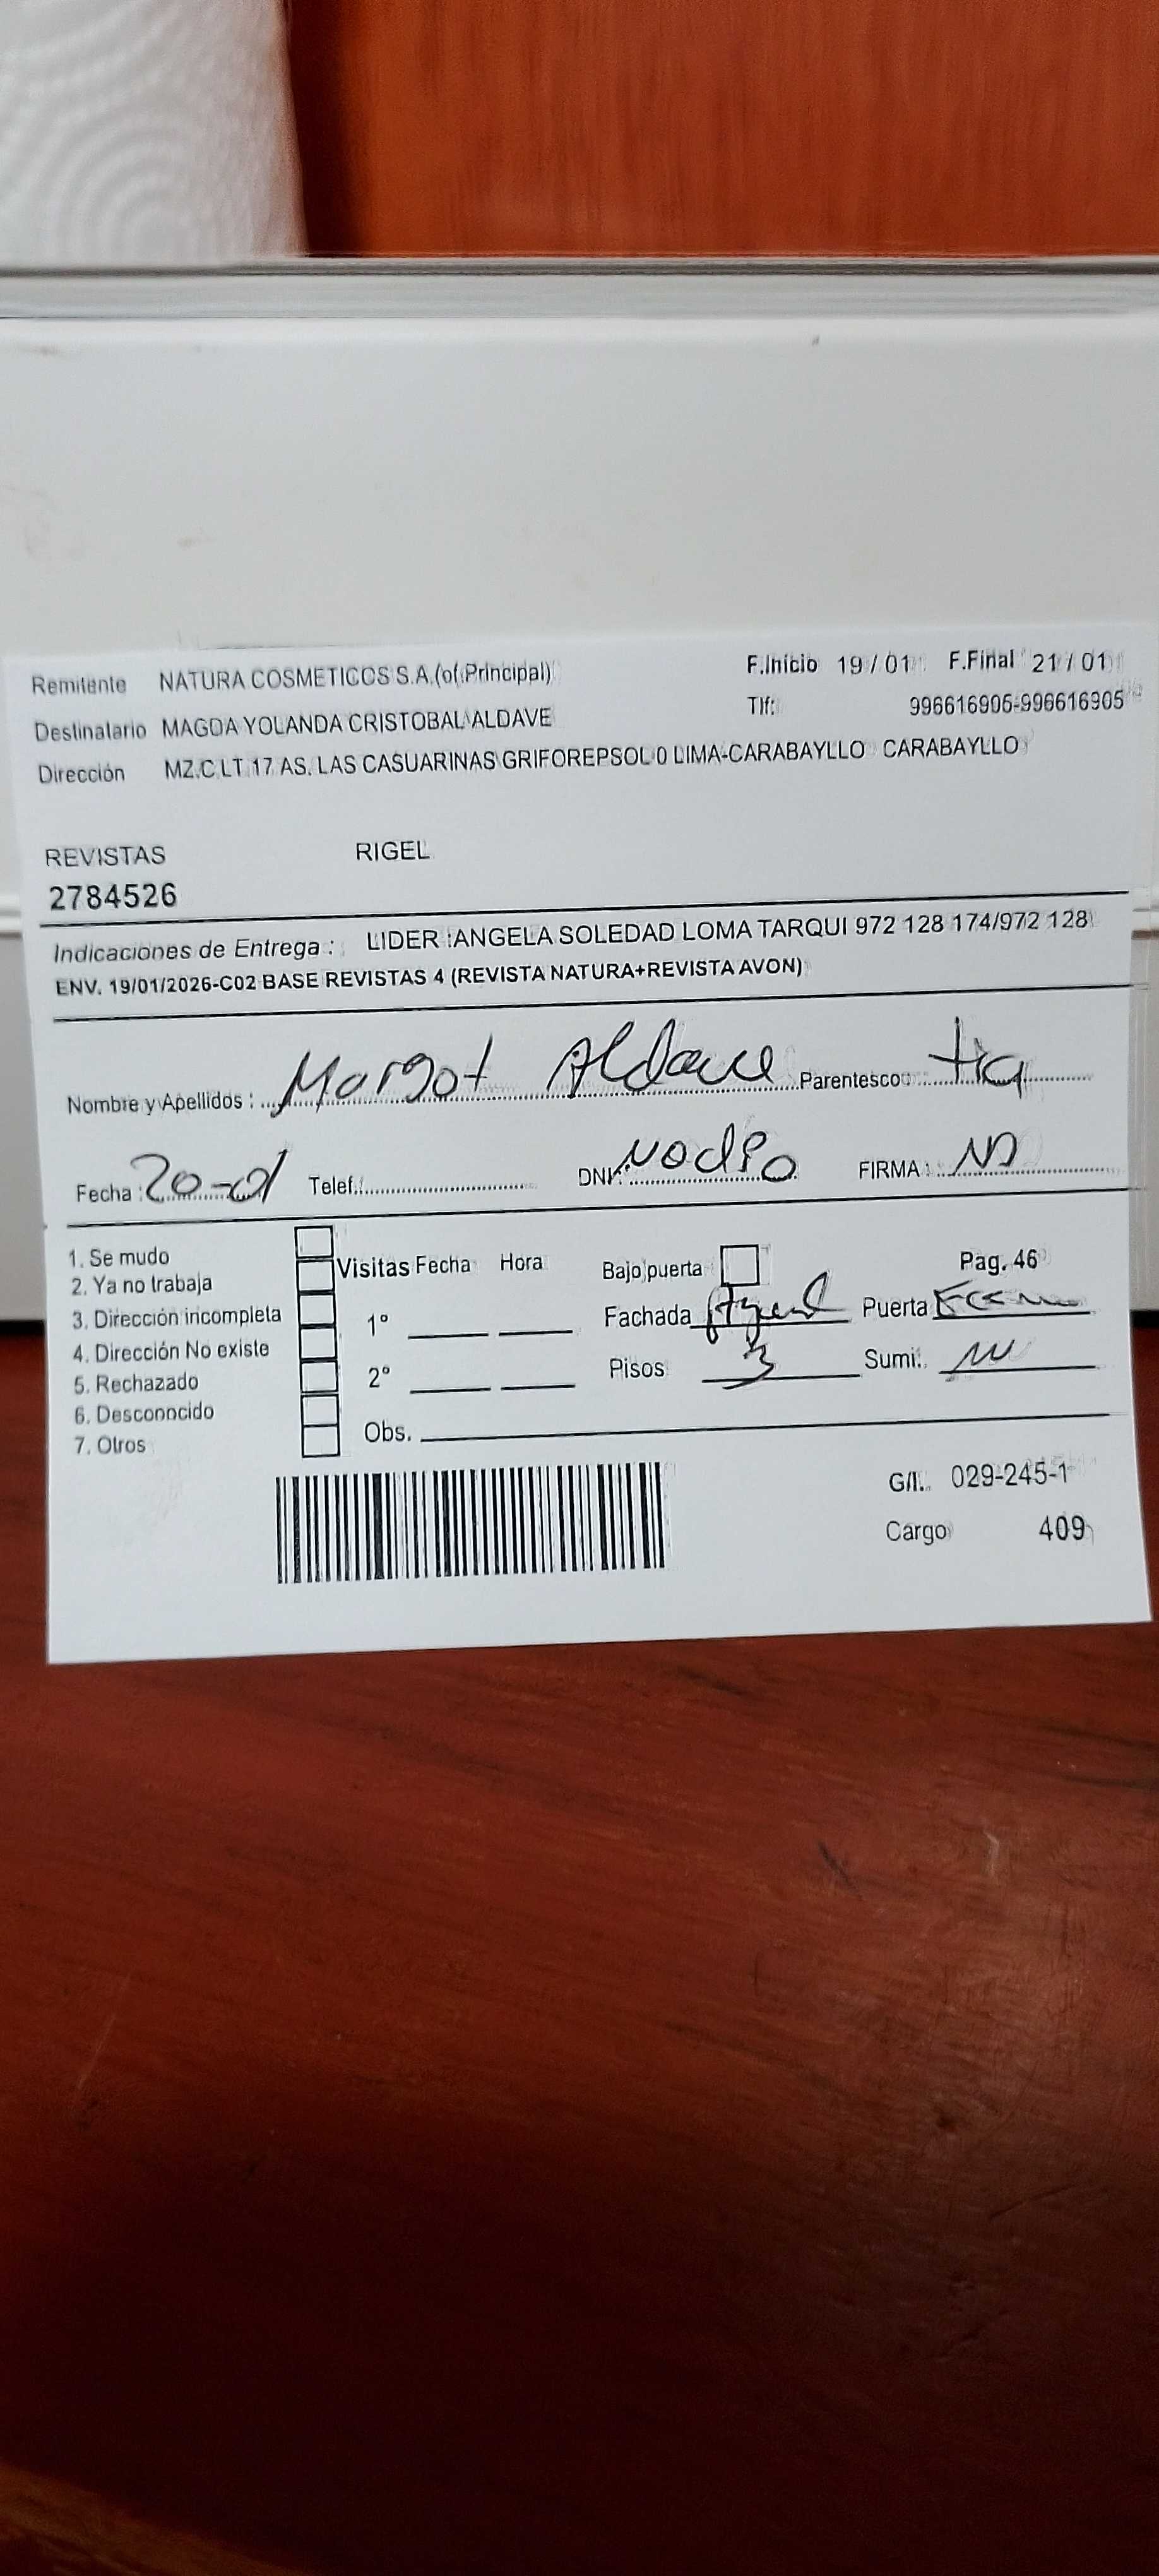 Remitente NATURA COSMETICOS S.A.(of.Principal) F.Inicio 19/01 F.Final 21/01
Destinatario MAGDA YOLANDA CRISTOBAL ALDAVE Tlf: 996616905-996616905
Dirección MZ.C LT 17 AS. LAS CASUARINAS GRIFOREPSOL 0 LIMA-CARABAYLLO CARABAYLLO
REVISTAS RIGEL
2784526
Indicaciones de Entrega : LIDER :ANGELA SOLEDAD LOMA TARQUI 972 128 174/972 128
ENV. 19/01/2026-C02 BASE REVISTAS 4 (REVISTA NATURA+REVISTA AVON)
Nombre y Apellidos : Margot Aldave Parentesco: tia
Fecha : 20-01 Telef.: DNI: No dio FIRMA :
1. Se mudo
2. Ya no trabaja
3. Dirección incompleta
4. Dirección No existe
5. Rechazado
6. Desconocido
7. Otros
Visitas Fecha Hora
1º
2º
Obs.
Bajo puerta Pag. 46
Fachada Puerta
Pisos 3 Sumi.:
G/I. 029-245-1
Cargo 409